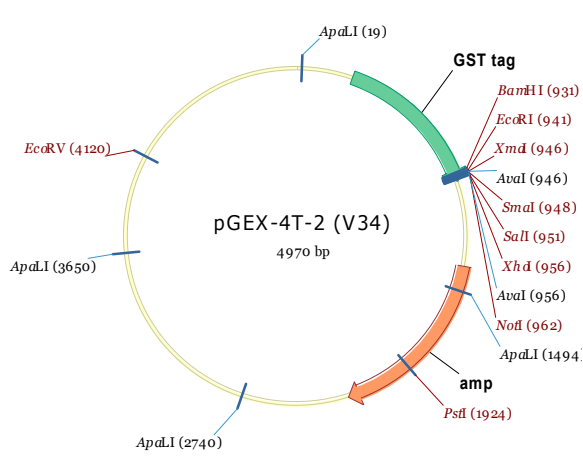 ApaLI (19)
GST tag
BamHI (931)
EcoRI (941)
XmaI (946)
AvaI (946)
SmaI (948)
SalI (951)
XhoI (956)
AvaI (956)
NotI (962)
ApaLI (1494)
amp
PstI (1924)
ApaLI (2740)
ApaLI (3650)
EcoRV (4120)
pGEX-4T-2 (V34)
4970 bp